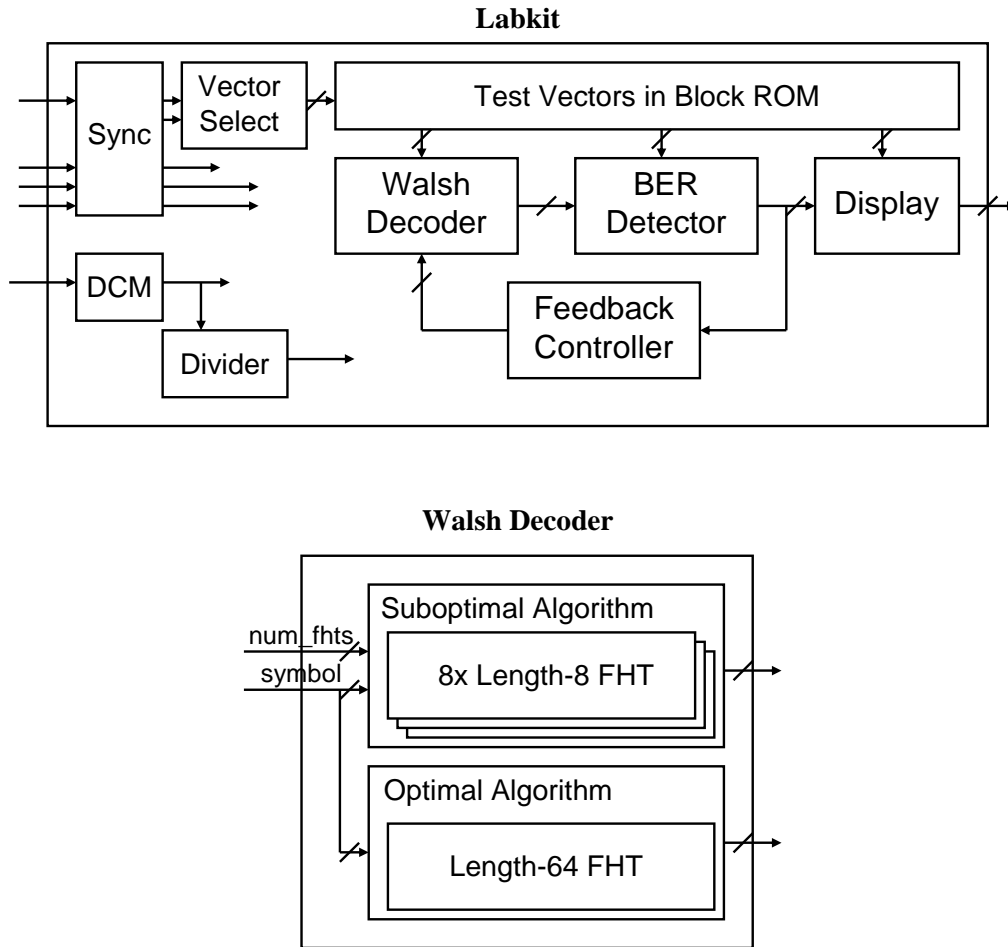 Labkit
Sync
Vector
Select
Test Vectors in Block ROM
Walsh
Decoder
BER
Detector
Display
DCM
Divider
Feedback
Controller
Walsh Decoder
num_fhts
symbol
Suboptimal Algorithm
8x Length-8 FHT
Optimal Algorithm
Length-64 FHT